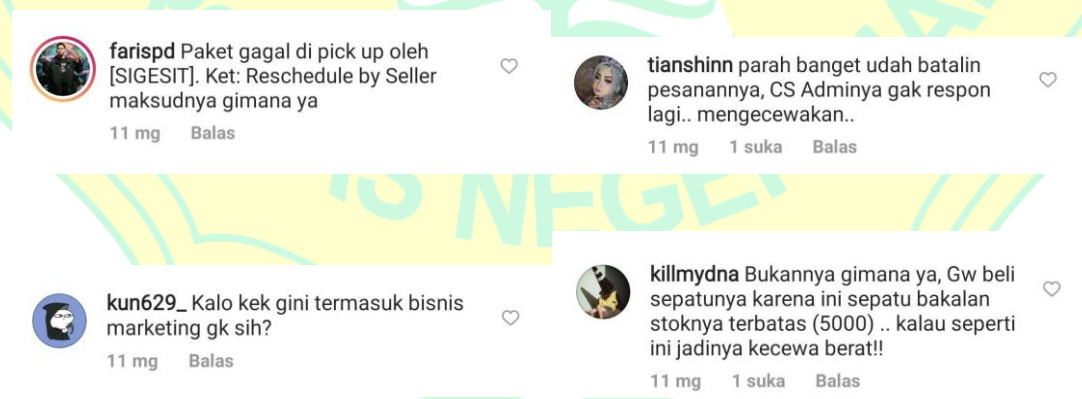 farispd Paket gagal di pick up oleh
[SIGESIT]. Ket: Reschedule by Seller
maksudnya gimana ya
11 mg Balas
tianshinn parah banget udah batalin
pesanannya, CS Adminya gak respon
lagi.. mengecewakan..
11 mg 1 suka Balas
IS NEGE
kun629_ Kalo kek gini termasuk bisnis
marketing gk sih?
11 mg Balas
killmydna Bukannya gimana ya, Gw beli
sepatunya karena ini sepatu bakalan
stoknya terbatas (5000) .. kalau seperti
ini jadinya kecewa berat!!
11 mg 1 suka Balas